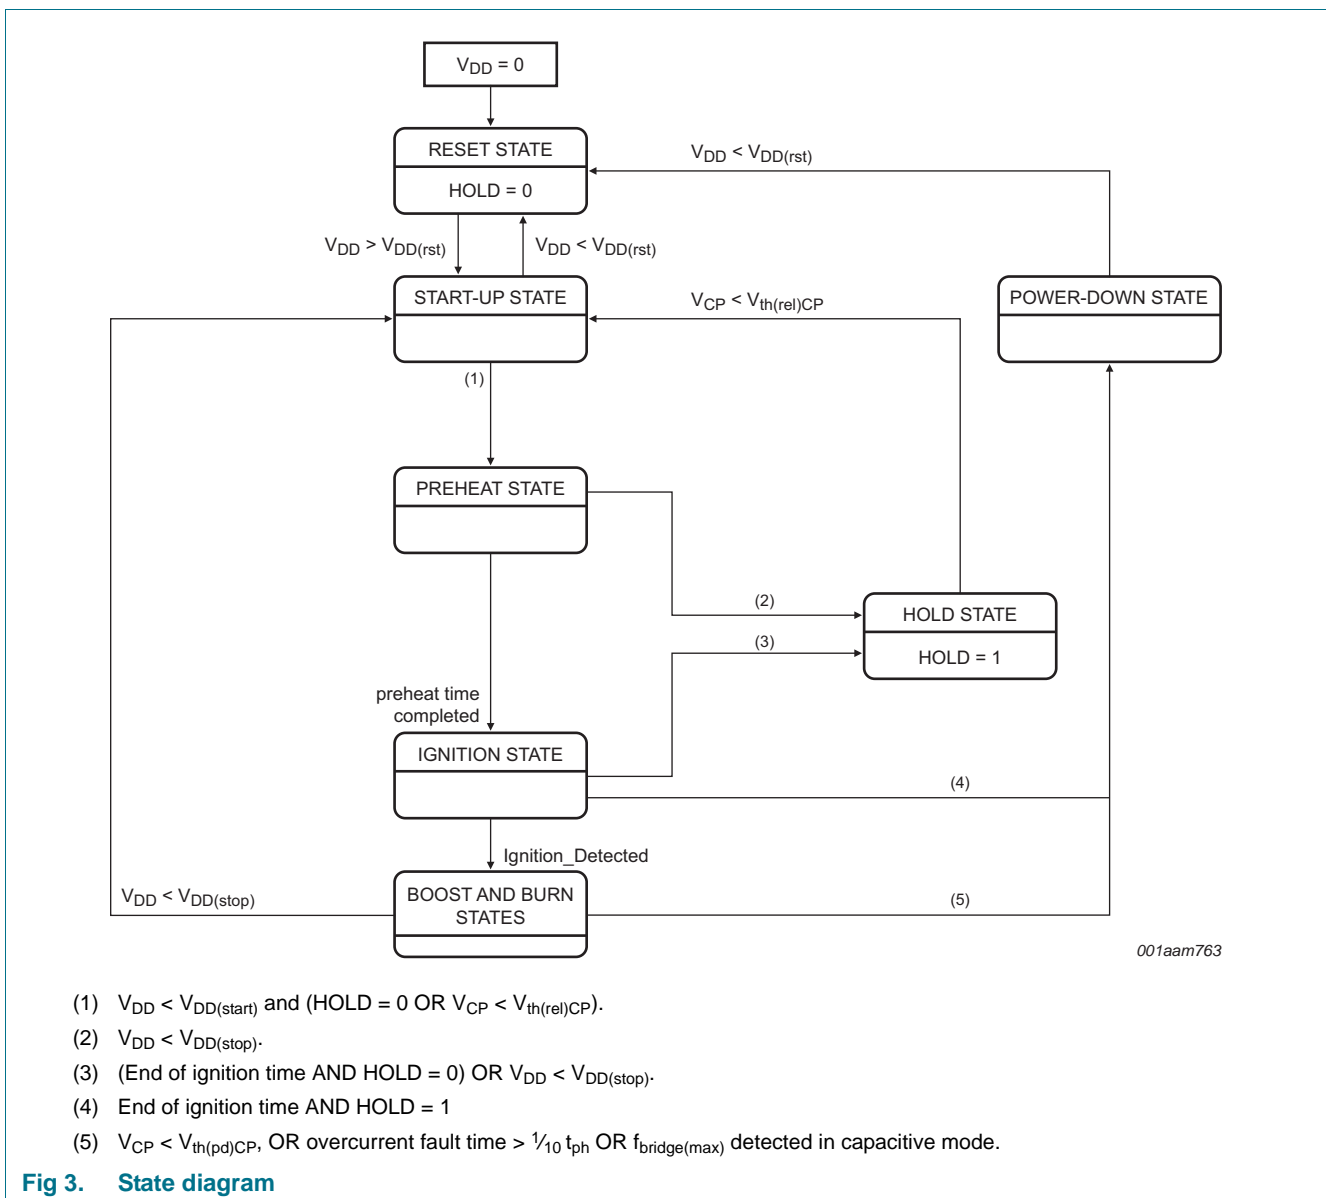 VDD = 0
RESET STATE
HOLD = 0
VDD < VDD(rst)
VDD > VDD(rst)
VDD < VDD(rst)
START-UP STATE
VCP < Vth(rel)CP
POWER-DOWN STATE
(1)
PREHEAT STATE
(2)
HOLD STATE
(3)
HOLD = 1
preheat time
completed
IGNITION STATE
(4)
Ignition_Detected
VDD < VDD(stop)
BOOST AND BURN
STATES
(5)
001aam763
(1) VDD < VDD(start) and (HOLD = 0 OR VCP < Vth(rel)CP).
(2) VDD < VDD(stop).
(3) (End of ignition time AND HOLD = 0) OR VDD < VDD(stop).
(4) End of ignition time AND HOLD = 1
(5) VCP < Vth(pd)CP, OR overcurrent fault time > 1⁄10 tph OR fbridge(max) detected in capacitive mode.
Fig 3. State diagram